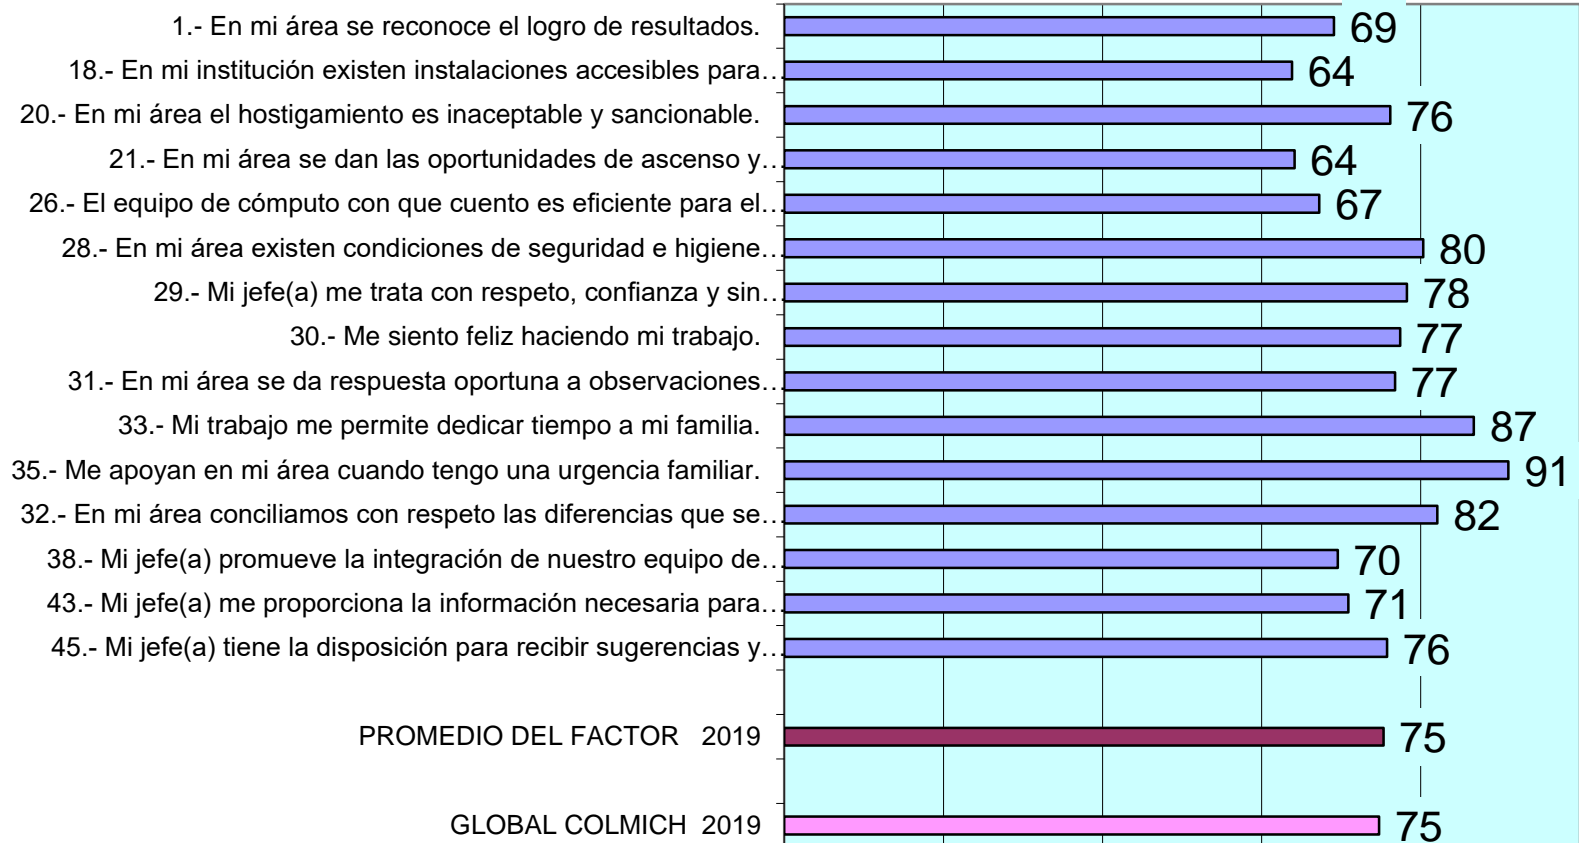 1.- En mi área se reconoce el logro de resultados. 69
18.- En mi institución existen instalaciones accesibles para… 64
20.- En mi área el hostigamiento es inaceptable y sancionable. 76
21.- En mi área se dan las oportunidades de ascenso y… 64
26.- El equipo de cómputo con que cuento es eficiente para el… 67
28.- En mi área existen condiciones de seguridad e higiene… 80
29.- Mi jefe(a) me trata con respeto, confianza y sin… 78
30.- Me siento feliz haciendo mi trabajo. 77
31.- En mi área se da respuesta oportuna a observaciones… 77
33.- Mi trabajo me permite dedicar tiempo a mi familia. 87
35.- Me apoyan en mi área cuando tengo una urgencia familiar. 91
32.- En mi área conciliamos con respeto las diferencias que se… 82
38.- Mi jefe(a) promueve la integración de nuestro equipo de… 70
43.- Mi jefe(a) me proporciona la información necesaria para… 71
45.- Mi jefe(a) tiene la disposición para recibir sugerencias y… 76
PROMEDIO DEL FACTOR 2019 75
GLOBAL COLMICH 2019 75